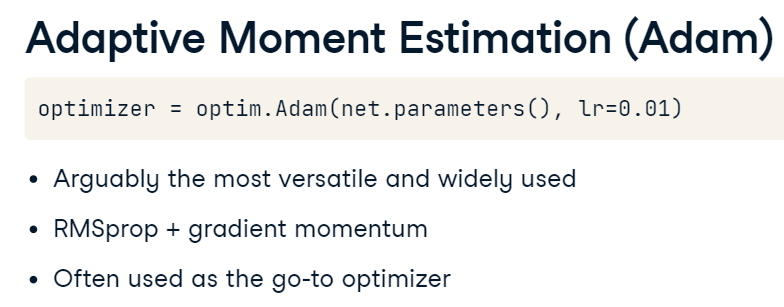 Adaptive Moment Estimation (Adam)
optimizer = optim.Adam(net.parameters(), lr=0.01)
• Arguably the most versatile and widely used
• RMSprop + gradient momentum
• Often used as the go-to optimizer